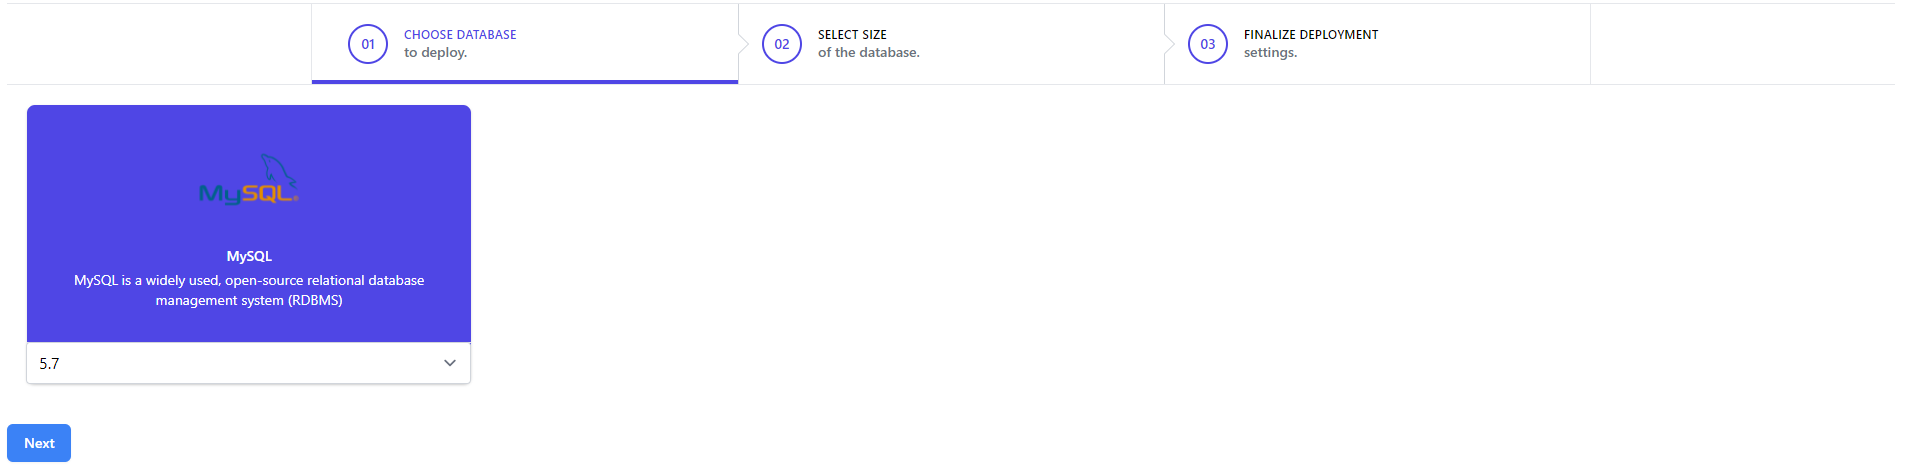 01
CHOOSE DATABASE
to deploy.
02
SELECT SIZE
of the database.
03
FINALIZE DEPLOYMENT
settings.
MySQL®
MySQL
MySQL is a widely used, open-source relational database
management system (RDBMS)
5.7
Next